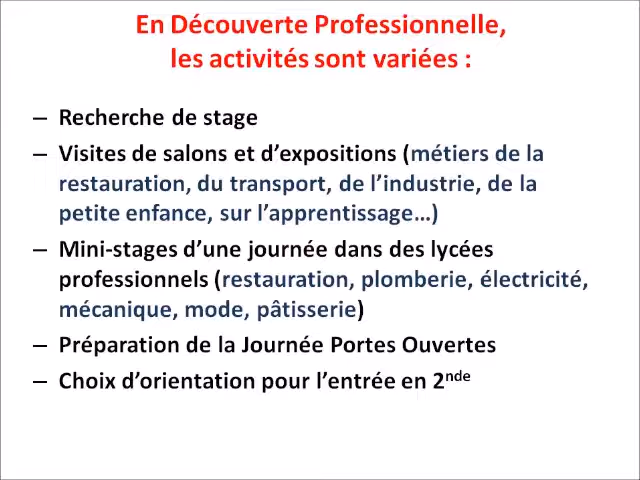 En Découverte Professionnelle,
les activités sont variées :
– Recherche de stage
– Visites de salons et d’expositions (métiers de la
restauration, du transport, de l’industrie, de la
petite enfance, sur l’apprentissage…)
– Mini-stages d’une journée dans des lycées
professionnels (restauration, plomberie, électricité,
mécanique, mode, pâtisserie)
– Préparation de la Journée Portes Ouvertes
– Choix d’orientation pour l’entrée en 2nde